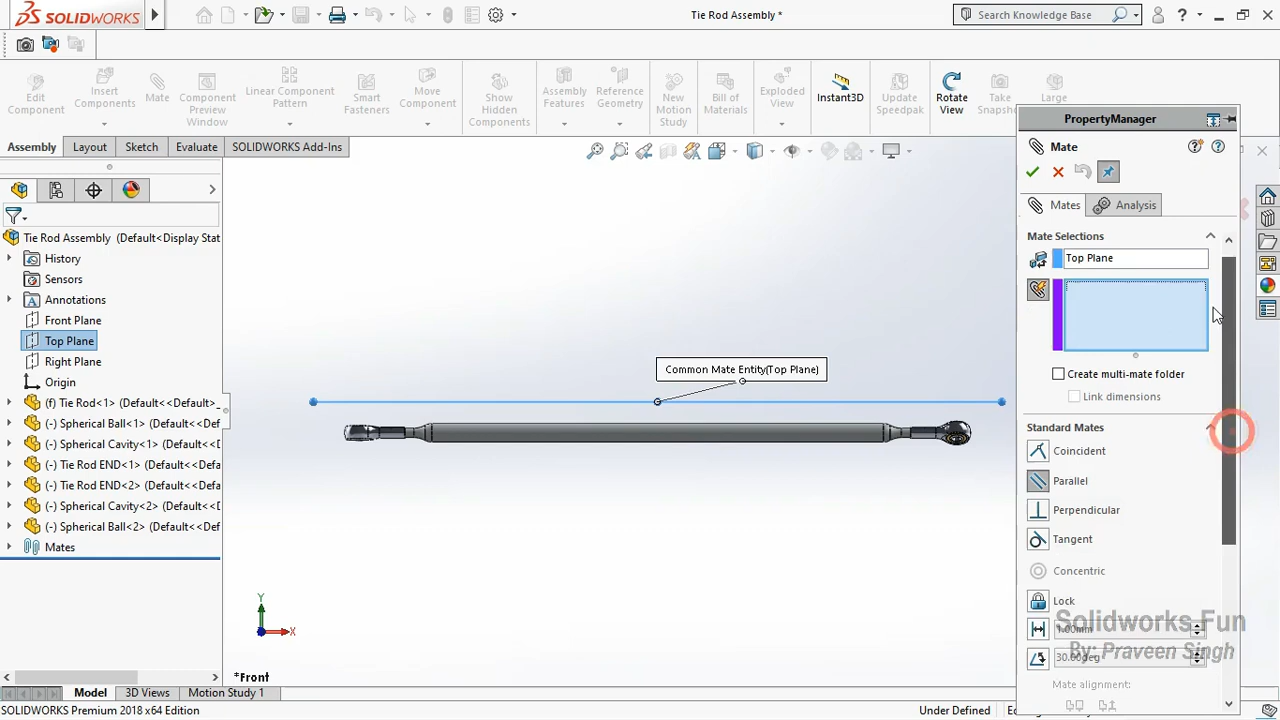 SOLIDWORKS
Tie Rod Assembly *
Search Knowledge Base
Edit Component
Insert Components
Mate
Component Preview Window
Linear Component Pattern
Smart Fasteners
Move Component
Show Hidden Components
Assembly Features
Reference Geometry
New Motion Study
Bill of Materials
Exploded View
Instant3D
Update Speedpak
Rotate View
Take
Large
Assembly
Layout
Sketch
Evaluate
SOLIDWORKS Add-Ins
PropertyManager
Mate
Mates
Analysis
Tie Rod Assembly (Default<Display Stat
History
Sensors
Annotations
Front Plane
Top Plane
Right Plane
Origin
(f) Tie Rod<1> (Default<<Default>
(-) Spherical Ball<1> (Default<<Def
(-) Spherical Cavity<1> (Default<<D
(-) Tie Rod END<1> (Default<<Defa
(-) Tie Rod END<2> (Default<<Defa
(-) Spherical Cavity<2> (Default<<D
(-) Spherical Ball<2> (Default<<Def
Mates
Common Mate Entity(Top Plane)
Y
X
*Front
Mate Selections
Top Plane
Create multi-mate folder
Link dimensions
Standard Mates
Coincident
Parallel
Perpendicular
Tangent
Concentric
Lock
1.00mm
30.00deg
Mate alignment:
Solidworks Fun
By: Praveen Singh
Model
3D Views
Motion Study 1
SOLIDWORKS Premium 2018 x64 Edition
Under Defined